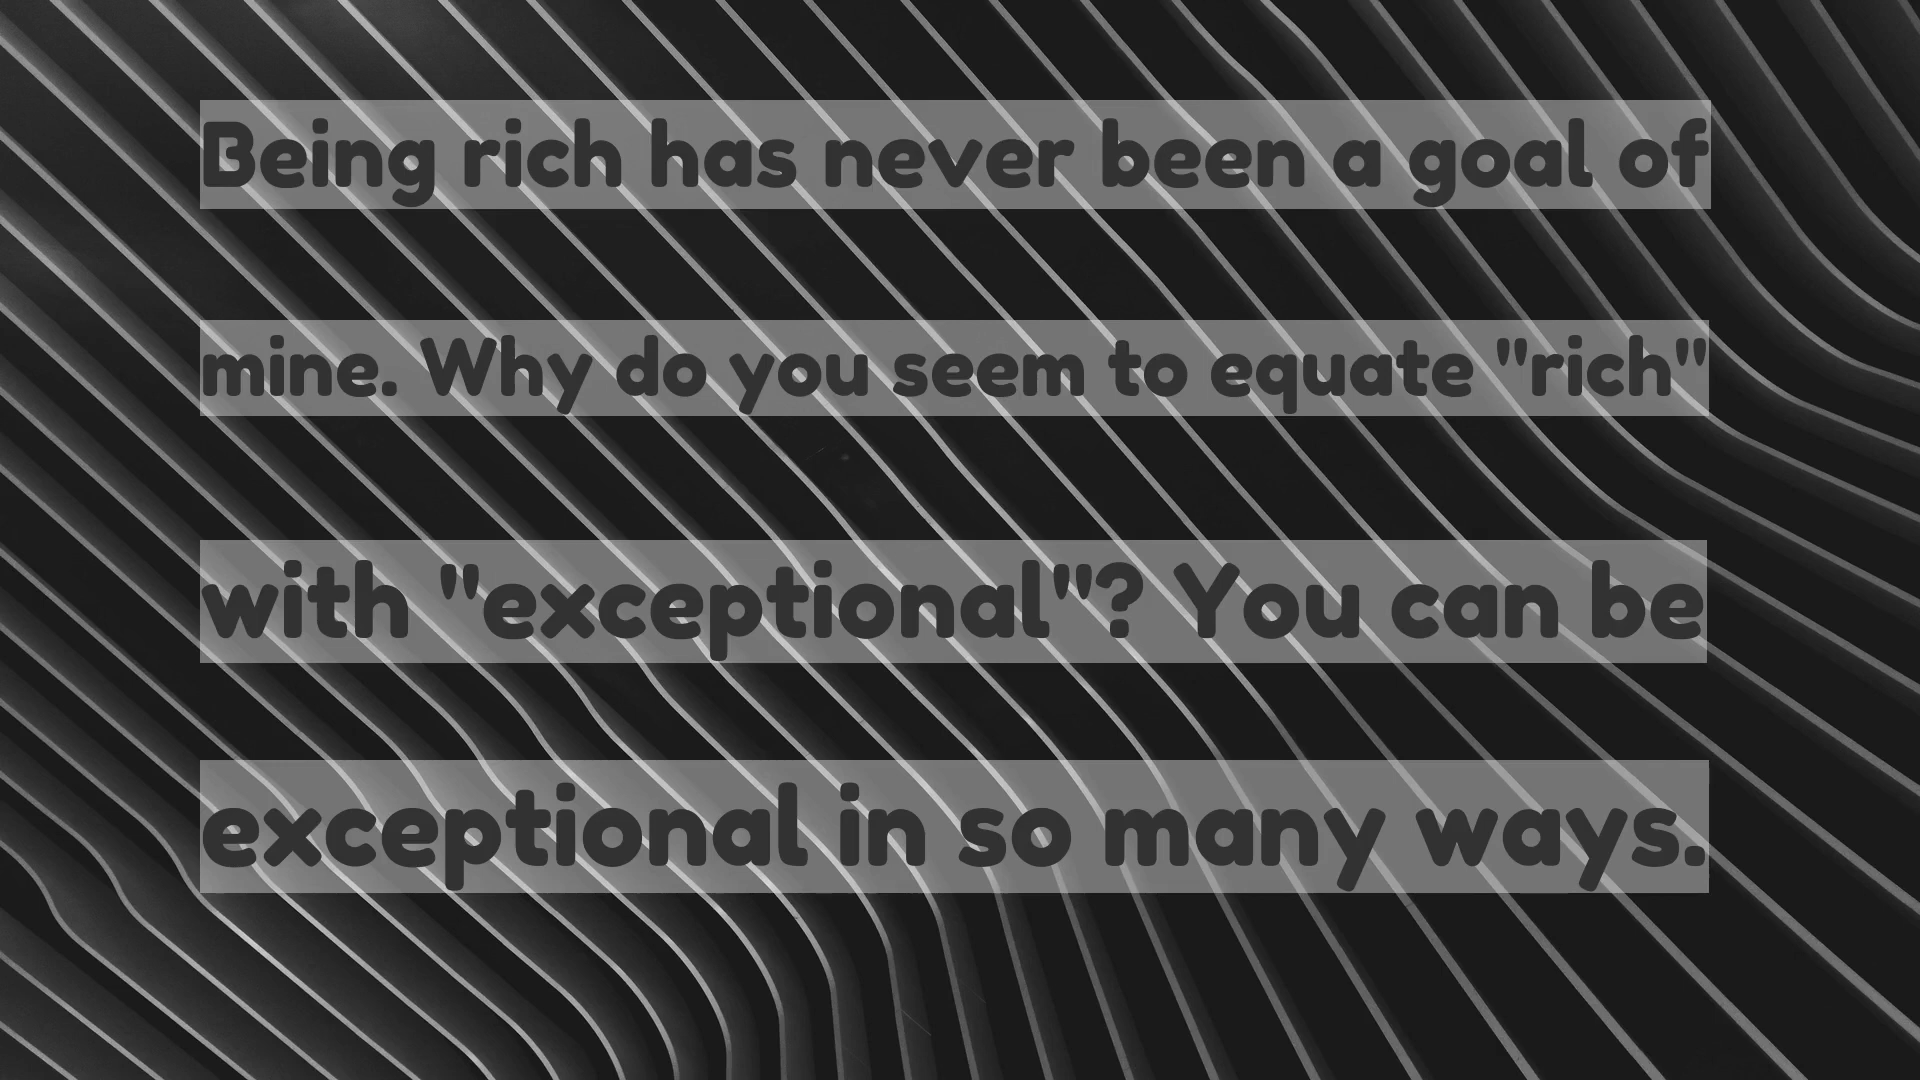 Being rich has never been a goal of
mine. Why do you seem to equate "rich"
with "exceptional"? You can be
exceptional in so many ways.